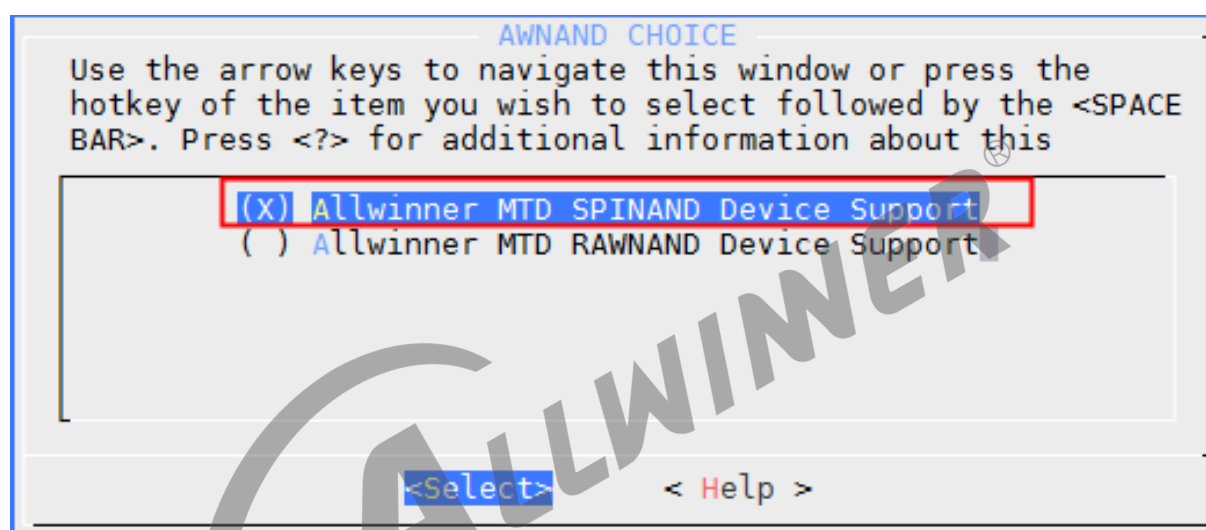 AWNAND CHOICE
Use the arrow keys to navigate this window or press the
hotkey of the item you wish to select followed by the <SPACE
BAR>. Press <?> for additional information about this
(X) Allwinner MTD SPINAND Device Support
( ) Allwinner MTD RAWNAND Device Support
ALLWINNER®
<Select> < Help >